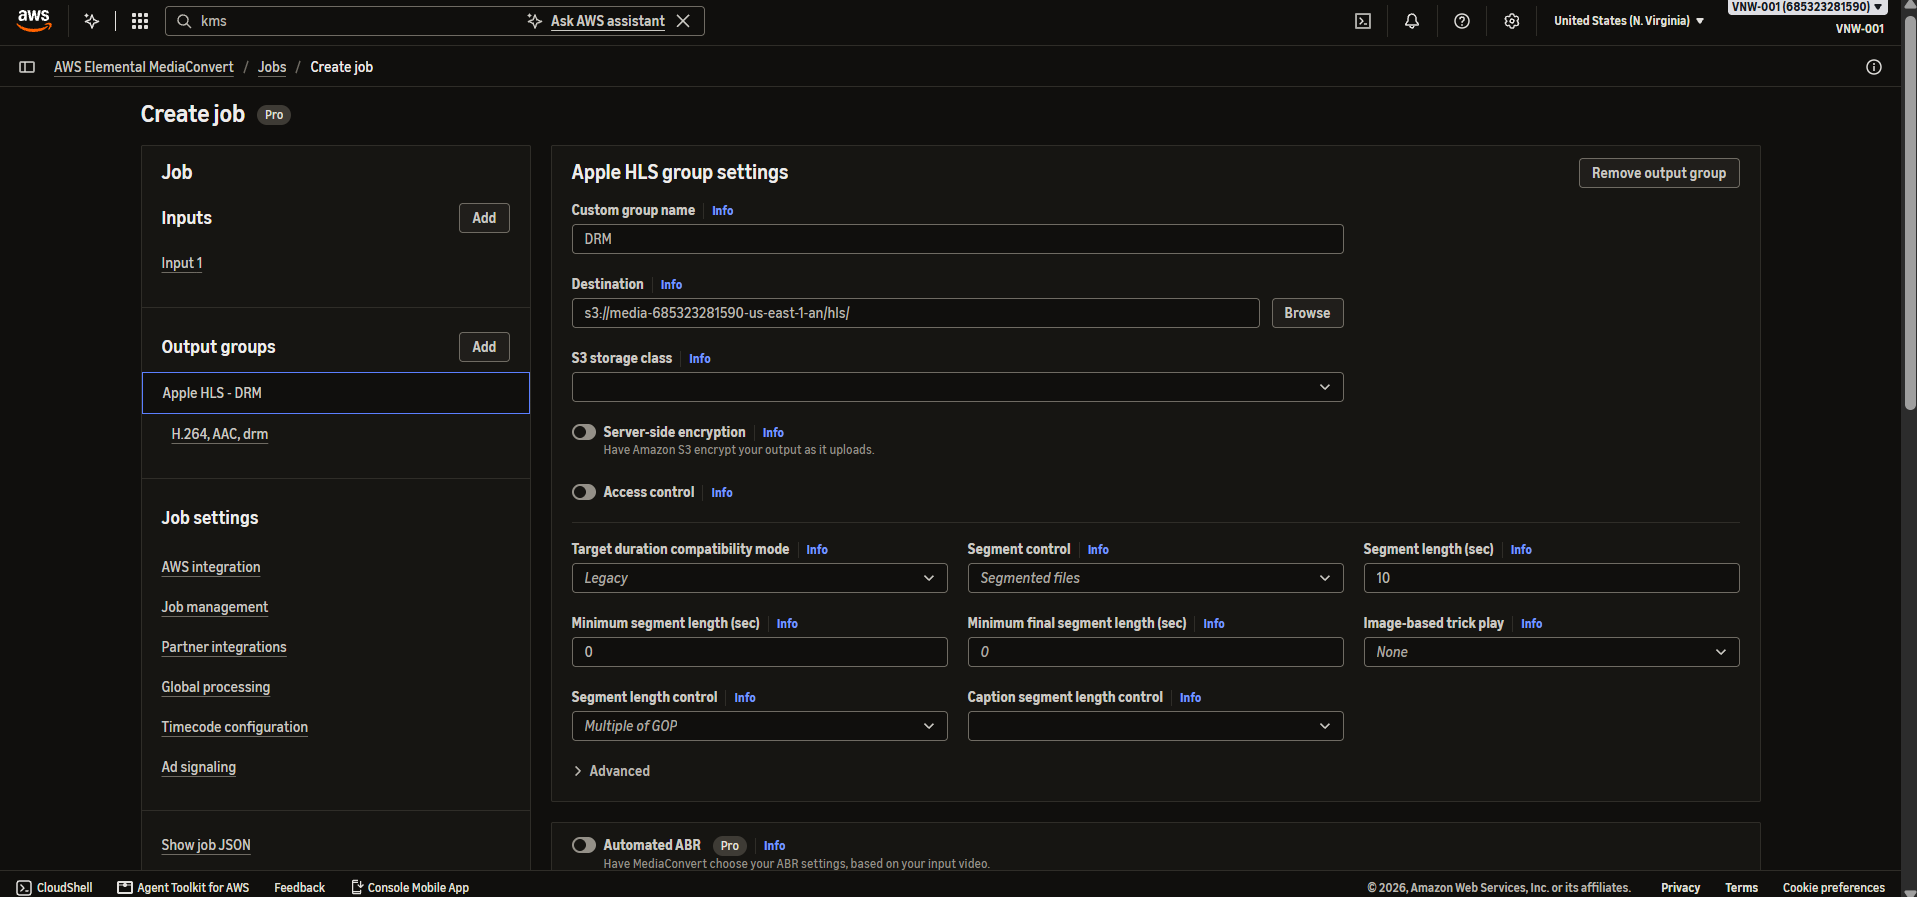 aws
kms
Ask AWS assistant
United States (N. Virginia)
VNW-001 (685323281590)
VNW-001
AWS Elemental MediaConvert / Jobs / Create job
Create job Pro
Job
Inputs
Add
Input 1
Output groups
Add
Apple HLS - DRM
H.264, AAC, drm
Job settings
AWS integration
Job management
Partner integrations
Global processing
Timecode configuration
Ad signaling
Show job JSON
Apple HLS group settings
Remove output group
Custom group name Info
DRM
Destination Info
s3://media-685323281590-us-east-1-an/hls/
Browse
S3 storage class Info
Server-side encryption Info
Have Amazon S3 encrypt your output as it uploads.
Access control Info
Target duration compatibility mode Info
Legacy
Segment control Info
Segmented files
Segment length (sec) Info
10
Minimum segment length (sec) Info
0
Minimum final segment length (sec) Info
0
Image-based trick play Info
None
Segment length control Info
Multiple of GOP
Caption segment length control Info
Advanced
Automated ABR Pro Info
Have MediaConvert choose your ABR settings, based on your input video.
CloudShell
Agent Toolkit for AWS
Feedback
Console Mobile App
© 2026, Amazon Web Services, Inc. or its affiliates.
Privacy
Terms
Cookie preferences